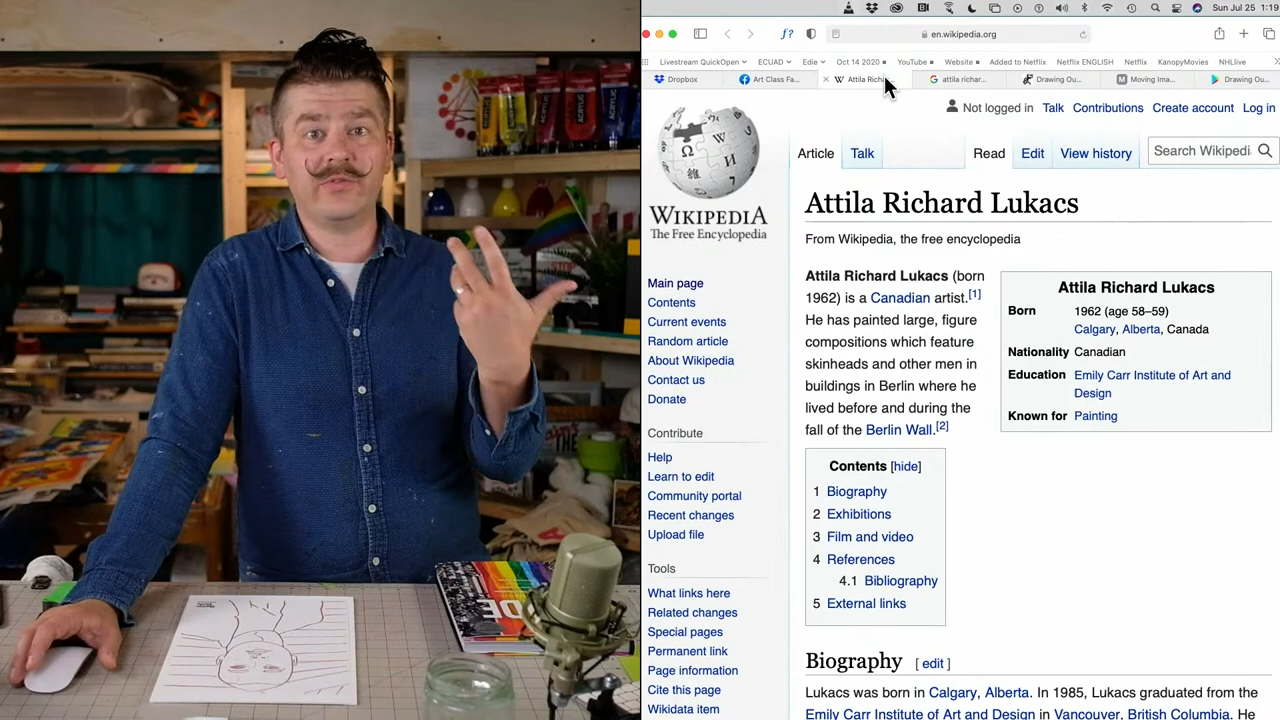 Sun Jul 25 1:19
en.wikipedia.org
Livestream QuickOpen ECUAD Edie Oct 14 2020 YouTube Website Added to Netflix Netflix ENGLISH Netflix KanopyMovies NHLlive
Dropbox Art Class Fa... Attila Rich attila richar... Drawing Ou... Moving Ima... Drawing Ou...
Not logged in Talk Contributions Create account Log in
Article Talk Read Edit View history Search Wikipedi
WIKIPEDIA
The Free Encyclopedia
Attila Richard Lukacs
From Wikipedia, the free encyclopedia
Attila Richard Lukacs (born
1962) is a Canadian artist.[1]
He has painted large, figure
compositions which feature
skinheads and other men in
buildings in Berlin where he
lived before and during the
fall of the Berlin Wall.[2]
Attila Richard Lukacs
Born 1962 (age 58–59)
Calgary, Alberta, Canada
Nationality Canadian
Education Emily Carr Institute of Art and
Design
Known for Painting
Main page
Contents
Current events
Random article
About Wikipedia
Contact us
Donate
Contribute
Help
Learn to edit
Community portal
Recent changes
Upload file
Tools
What links here
Related changes
Special pages
Permanent link
Page information
Cite this page
Wikidata item
Contents [hide]
1 Biography
2 Exhibitions
3 Film and video
4 References
4.1 Bibliography
5 External links
Biography [ edit ]
Lukacs was born in Calgary, Alberta. In 1985, Lukacs graduated from the
Emily Carr Institute of Art and Design in Vancouver, British Columbia. He